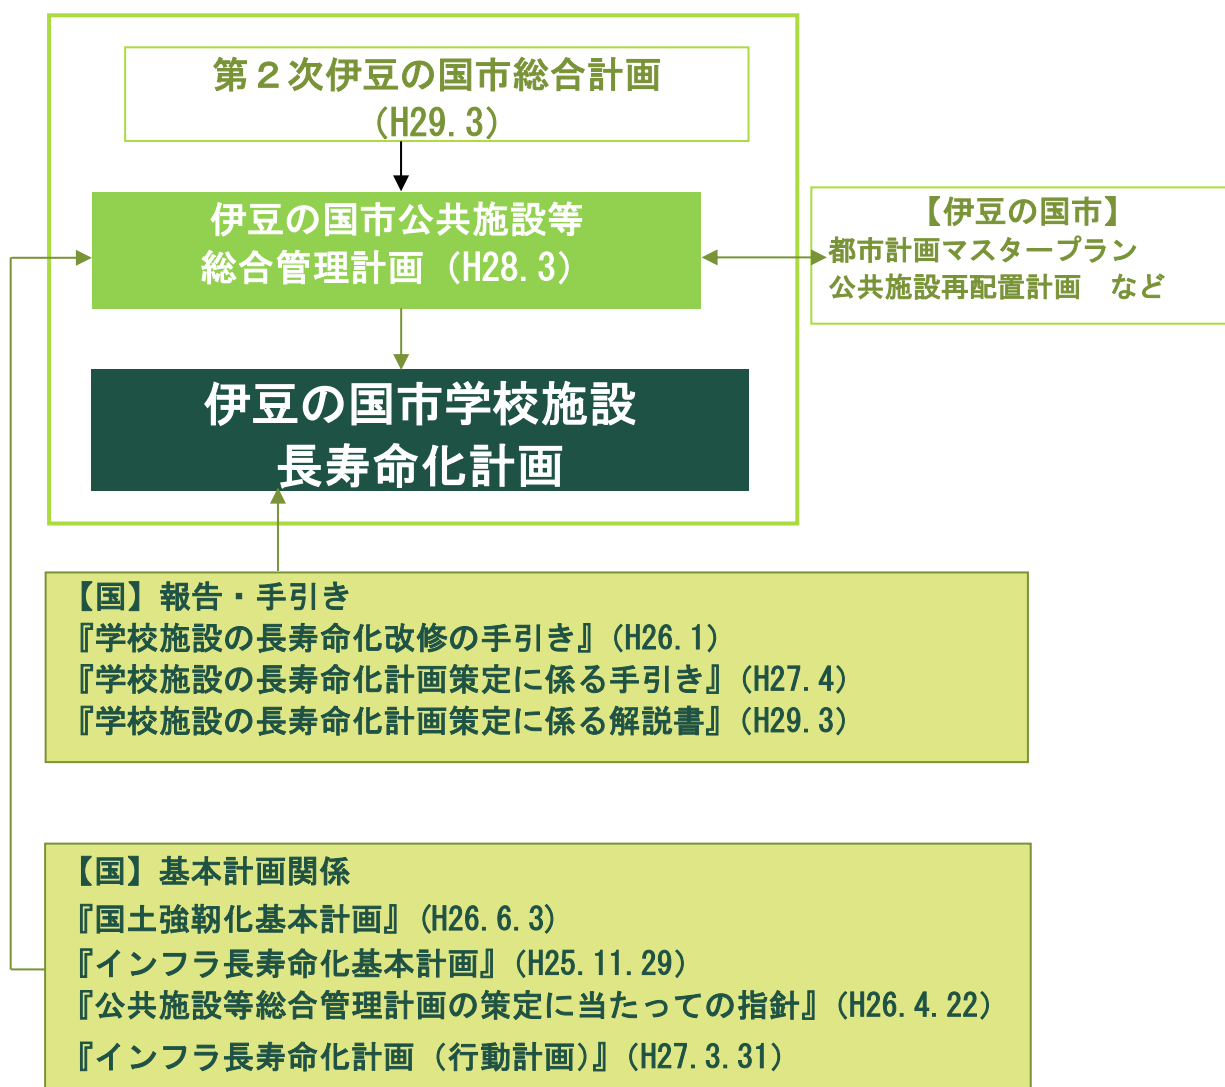 第２次伊豆の国市総合計画
(H29.3)
伊豆の国市公共施設等
総合管理計画（H28.3）
【伊豆の国市】
都市計画マスタープラン
公共施設再配置計画　など
伊豆の国市学校施設
長寿命化計画
【国】報告・手引き
『学校施設の長寿命化改修の手引き』(H26.1)
『学校施設の長寿命化計画策定に係る手引き』(H27.4)
『学校施設の長寿命化計画策定に係る解説書』(H29.3)
【国】基本計画関係
『国土強靭化基本計画』(H26.6.3)
『インフラ長寿命化基本計画』(H25.11.29)
『公共施設等総合管理計画の策定に当たっての指針』(H26.4.22)
『インフラ長寿命化計画（行動計画)』(H27.3.31)